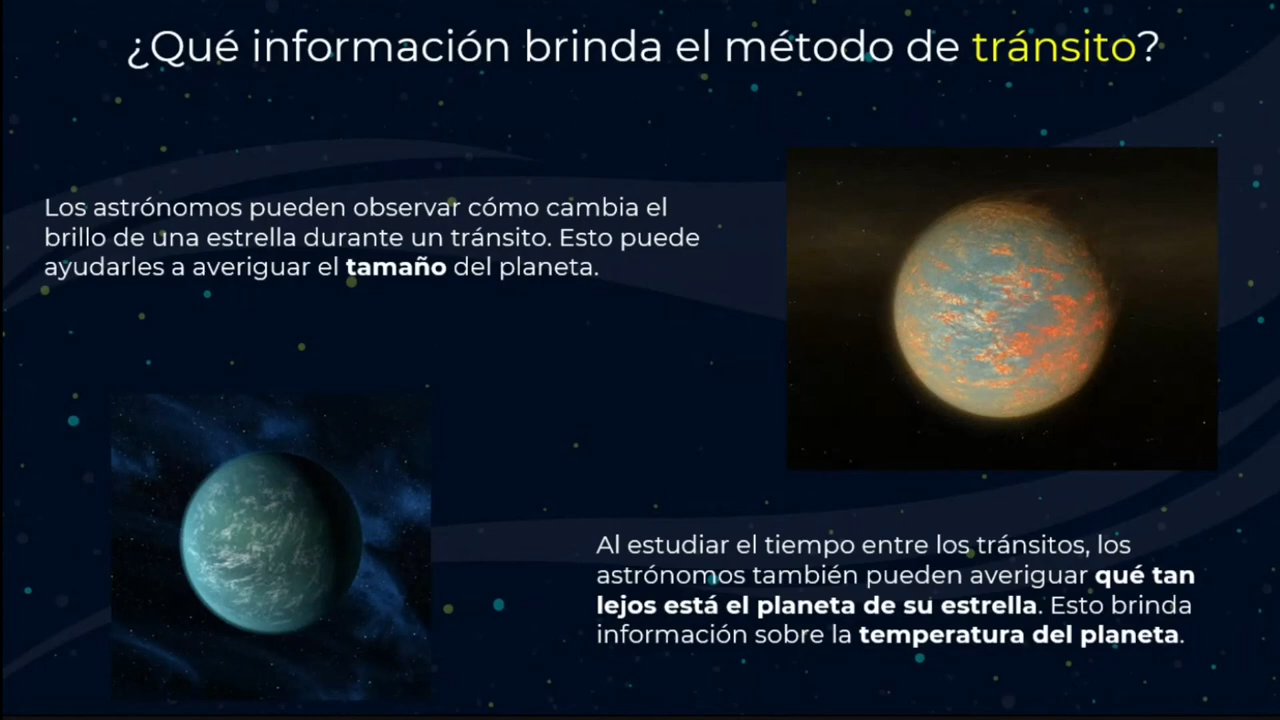 ¿Qué información brinda el método de tránsito?
Los astrónomos pueden observar cómo cambia el
brillo de una estrella durante un tránsito. Esto puede
ayudarles a averiguar el tamaño del planeta.
Al estudiar el tiempo entre los tránsitos, los
astrónomos también pueden averiguar qué tan
lejos está el planeta de su estrella. Esto brinda
información sobre la temperatura del planeta.